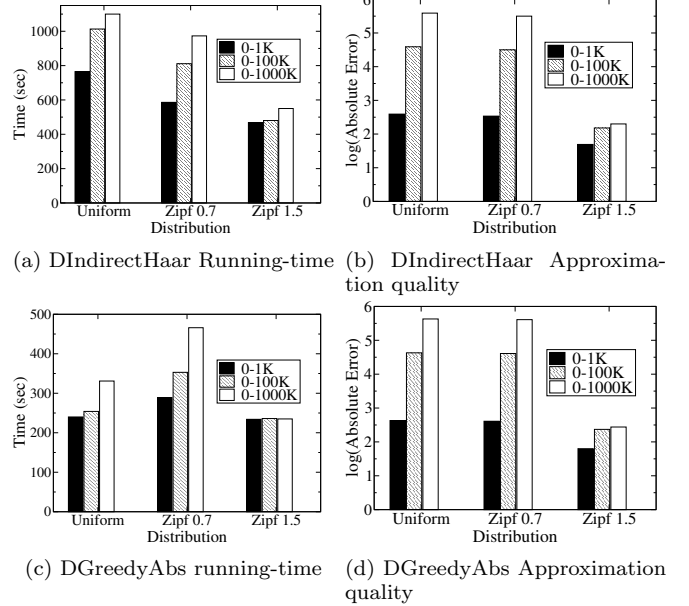 1000
800
600
400
200
0
Time (sec)
0-1K
0-100K
0-1000K
Uniform
Zipf 0.7
Zipf 1.5
Distribution
(a) DIndirectHaar Running-time
6
5
4
3
2
1
0
log(Absolute Error)
0-1K
0-100K
0-1000K
Uniform
Zipf 0.7
Zipf 1.5
Distribution
(b) DIndirectHaar Approxima-
tion quality
500
400
300
200
100
0
Time (sec)
0-1K
0-100K
0-1000K
Uniform
Zipf 0.7
Zipf 1.5
Distribution
(c) DGreedyAbs running-time
6
5
4
3
2
1
0
log(Absolute Error)
0-1K
0-100K
0-1000K
Uniform
Zipf 0.7
Zipf 1.5
Distribution
(d) DGreedyAbs Approximation
quality